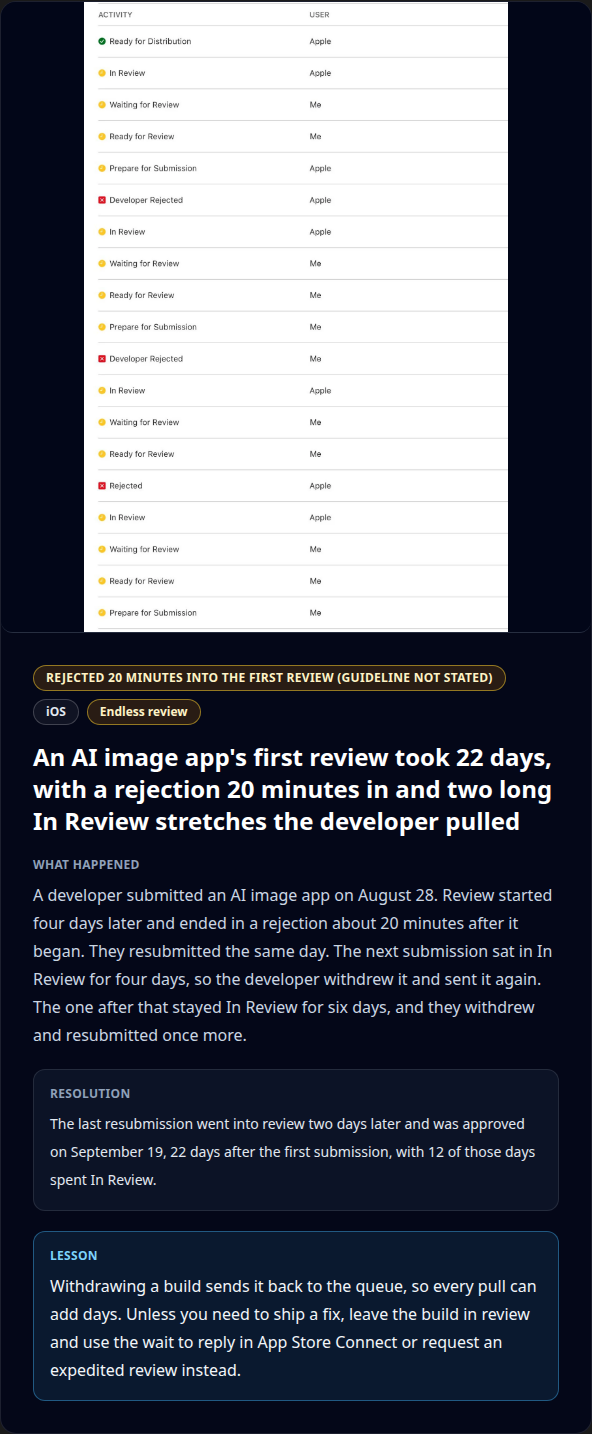 ACTIVITY USER
Ready for Distribution Apple
In Review Apple
Waiting for Review Me
Ready for Review Me
Prepare for Submission Apple
Developer Rejected Apple
In Review Apple
Waiting for Review Me
Ready for Review Me
Prepare for Submission Me
Developer Rejected Me
In Review Apple
Waiting for Review Me
Ready for Review Me
Rejected Apple
In Review Apple
Waiting for Review Me
Ready for Review Me
Prepare for Submission Me
REJECTED 20 MINUTES INTO THE FIRST REVIEW (GUIDELINE NOT STATED)
iOS Endless review
An AI image app's first review took 22 days,
with a rejection 20 minutes in and two long
In Review stretches the developer pulled
WHAT HAPPENED
A developer submitted an AI image app on August 28. Review started
four days later and ended in a rejection about 20 minutes after it
began. They resubmitted the same day. The next submission sat in In
Review for four days, so the developer withdrew it and sent it again.
The one after that stayed In Review for six days, and they withdrew
and resubmitted once more.
RESOLUTION
The last resubmission went into review two days later and was approved
on September 19, 22 days after the first submission, with 12 of those days
spent In Review.
LESSON
Withdrawing a build sends it back to the queue, so every pull can
add days. Unless you need to ship a fix, leave the build in review
and use the wait to reply in App Store Connect or request an
expedited review instead.